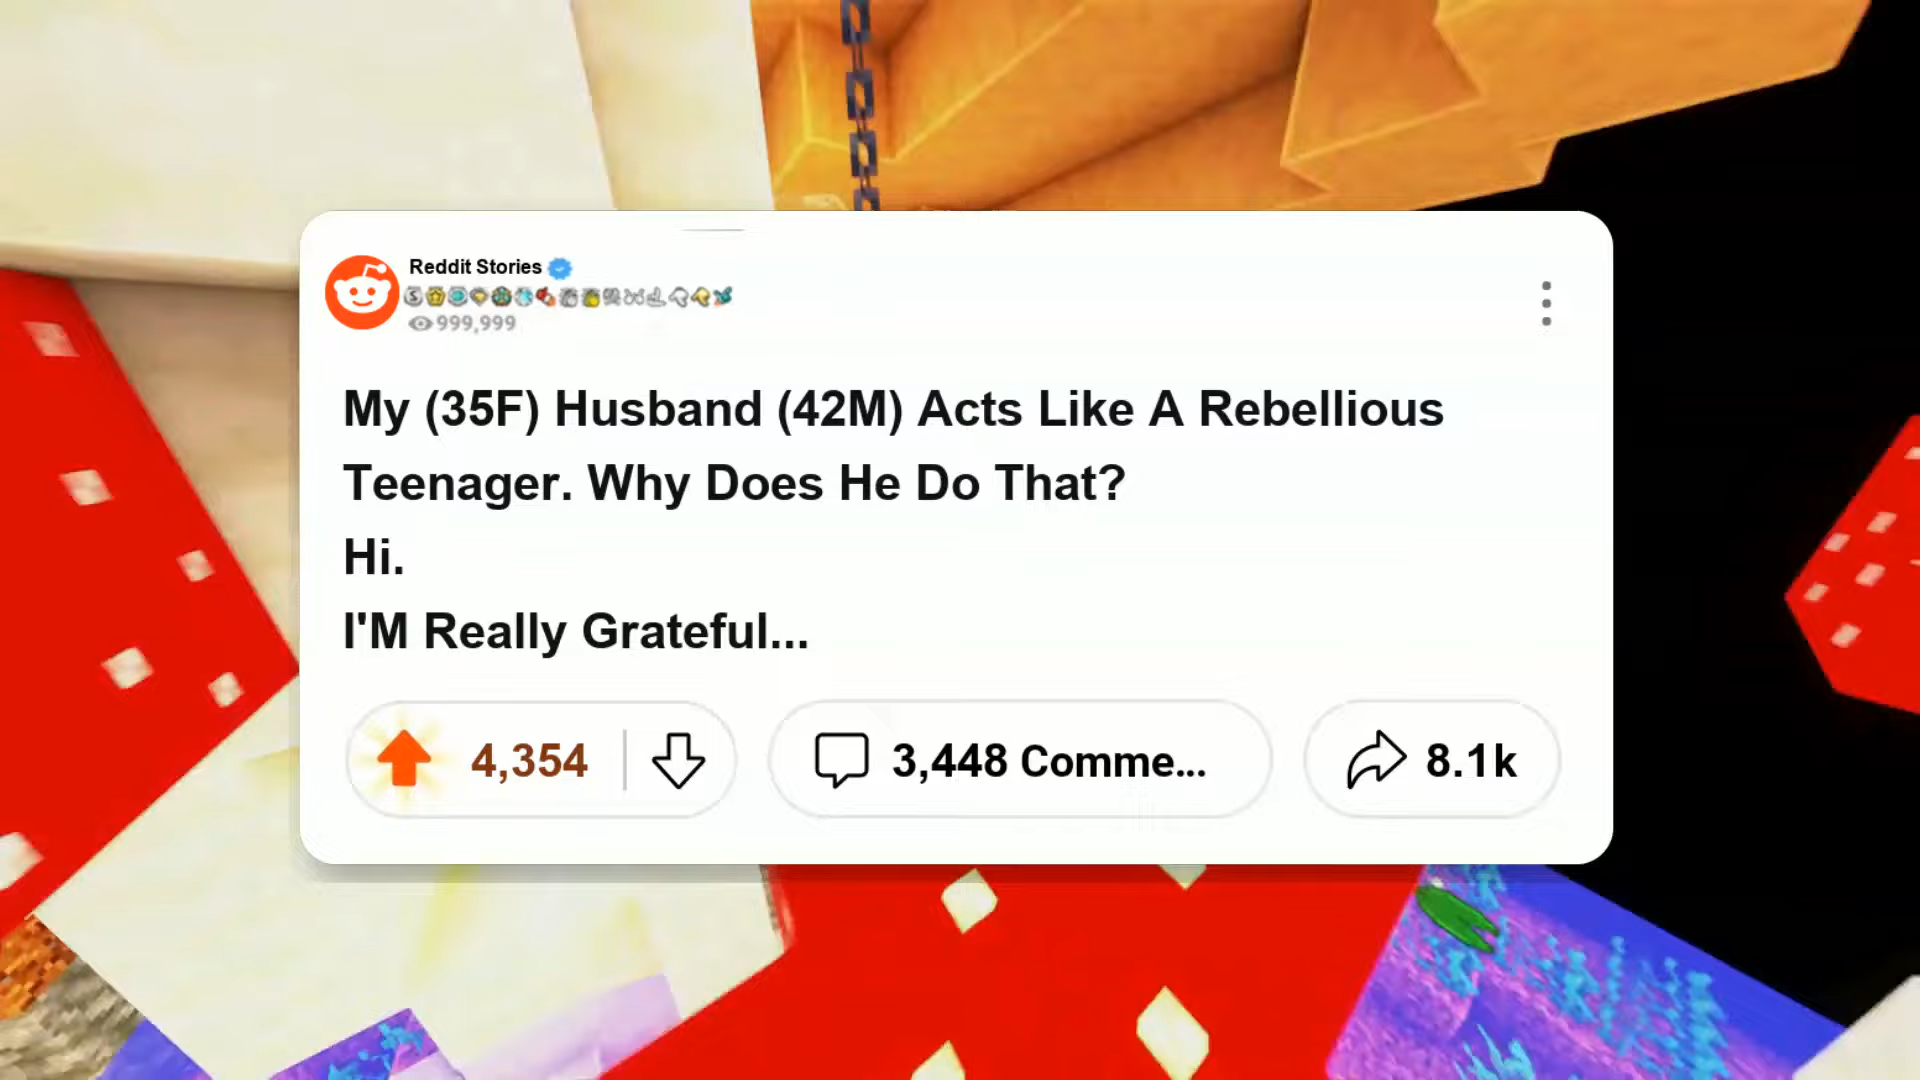 Reddit Stories
999,999
My (35F) Husband (42M) Acts Like A Rebellious
Teenager. Why Does He Do That?
Hi.
I'M Really Grateful...
4,354
3,448 Comme...
8.1k